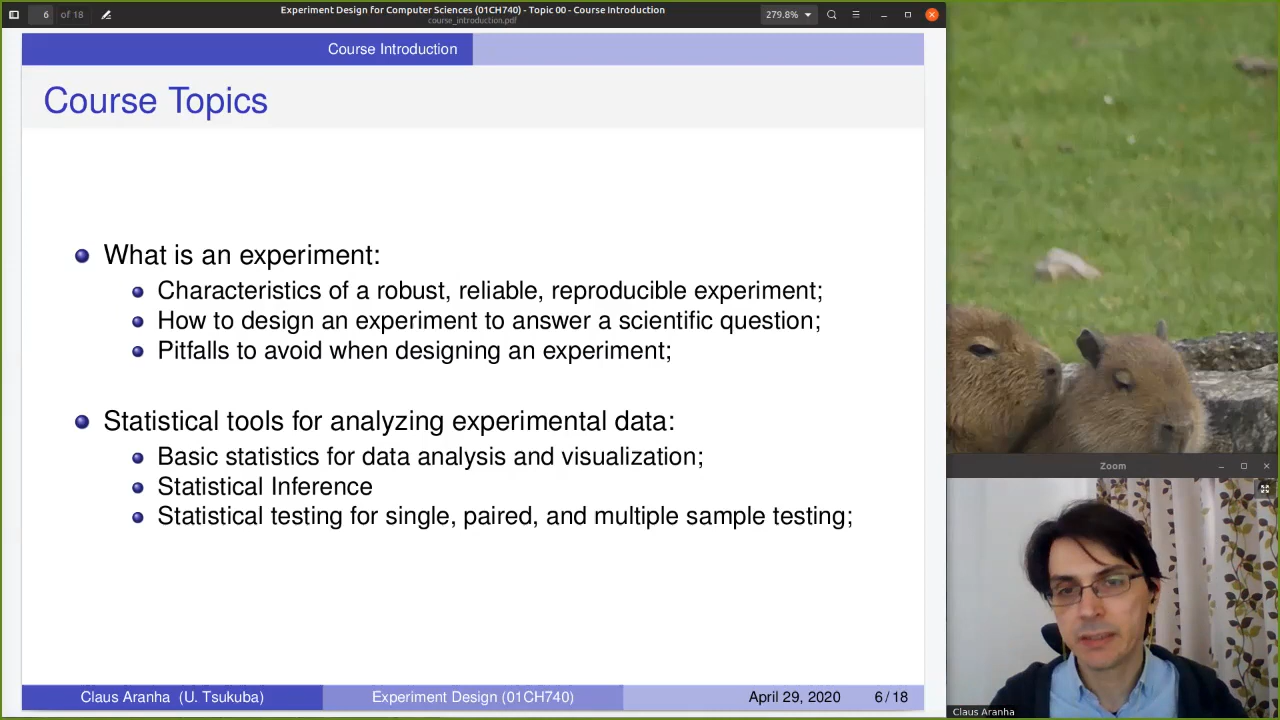 6 of 18
Experiment Design for Computer Sciences (01CH740) - Topic 00 - Course Introduction
course_introduction.pdf
279.8%
Course Introduction
Course Topics
What is an experiment:
Characteristics of a robust, reliable, reproducible experiment;
How to design an experiment to answer a scientific question;
Pitfalls to avoid when designing an experiment;
Statistical tools for analyzing experimental data:
Basic statistics for data analysis and visualization;
Statistical Inference
Statistical testing for single, paired, and multiple sample testing;
Claus Aranha (U. Tsukuba) Experiment Design (01CH740) April 29, 2020 6 / 18
Zoom
Claus Aranha